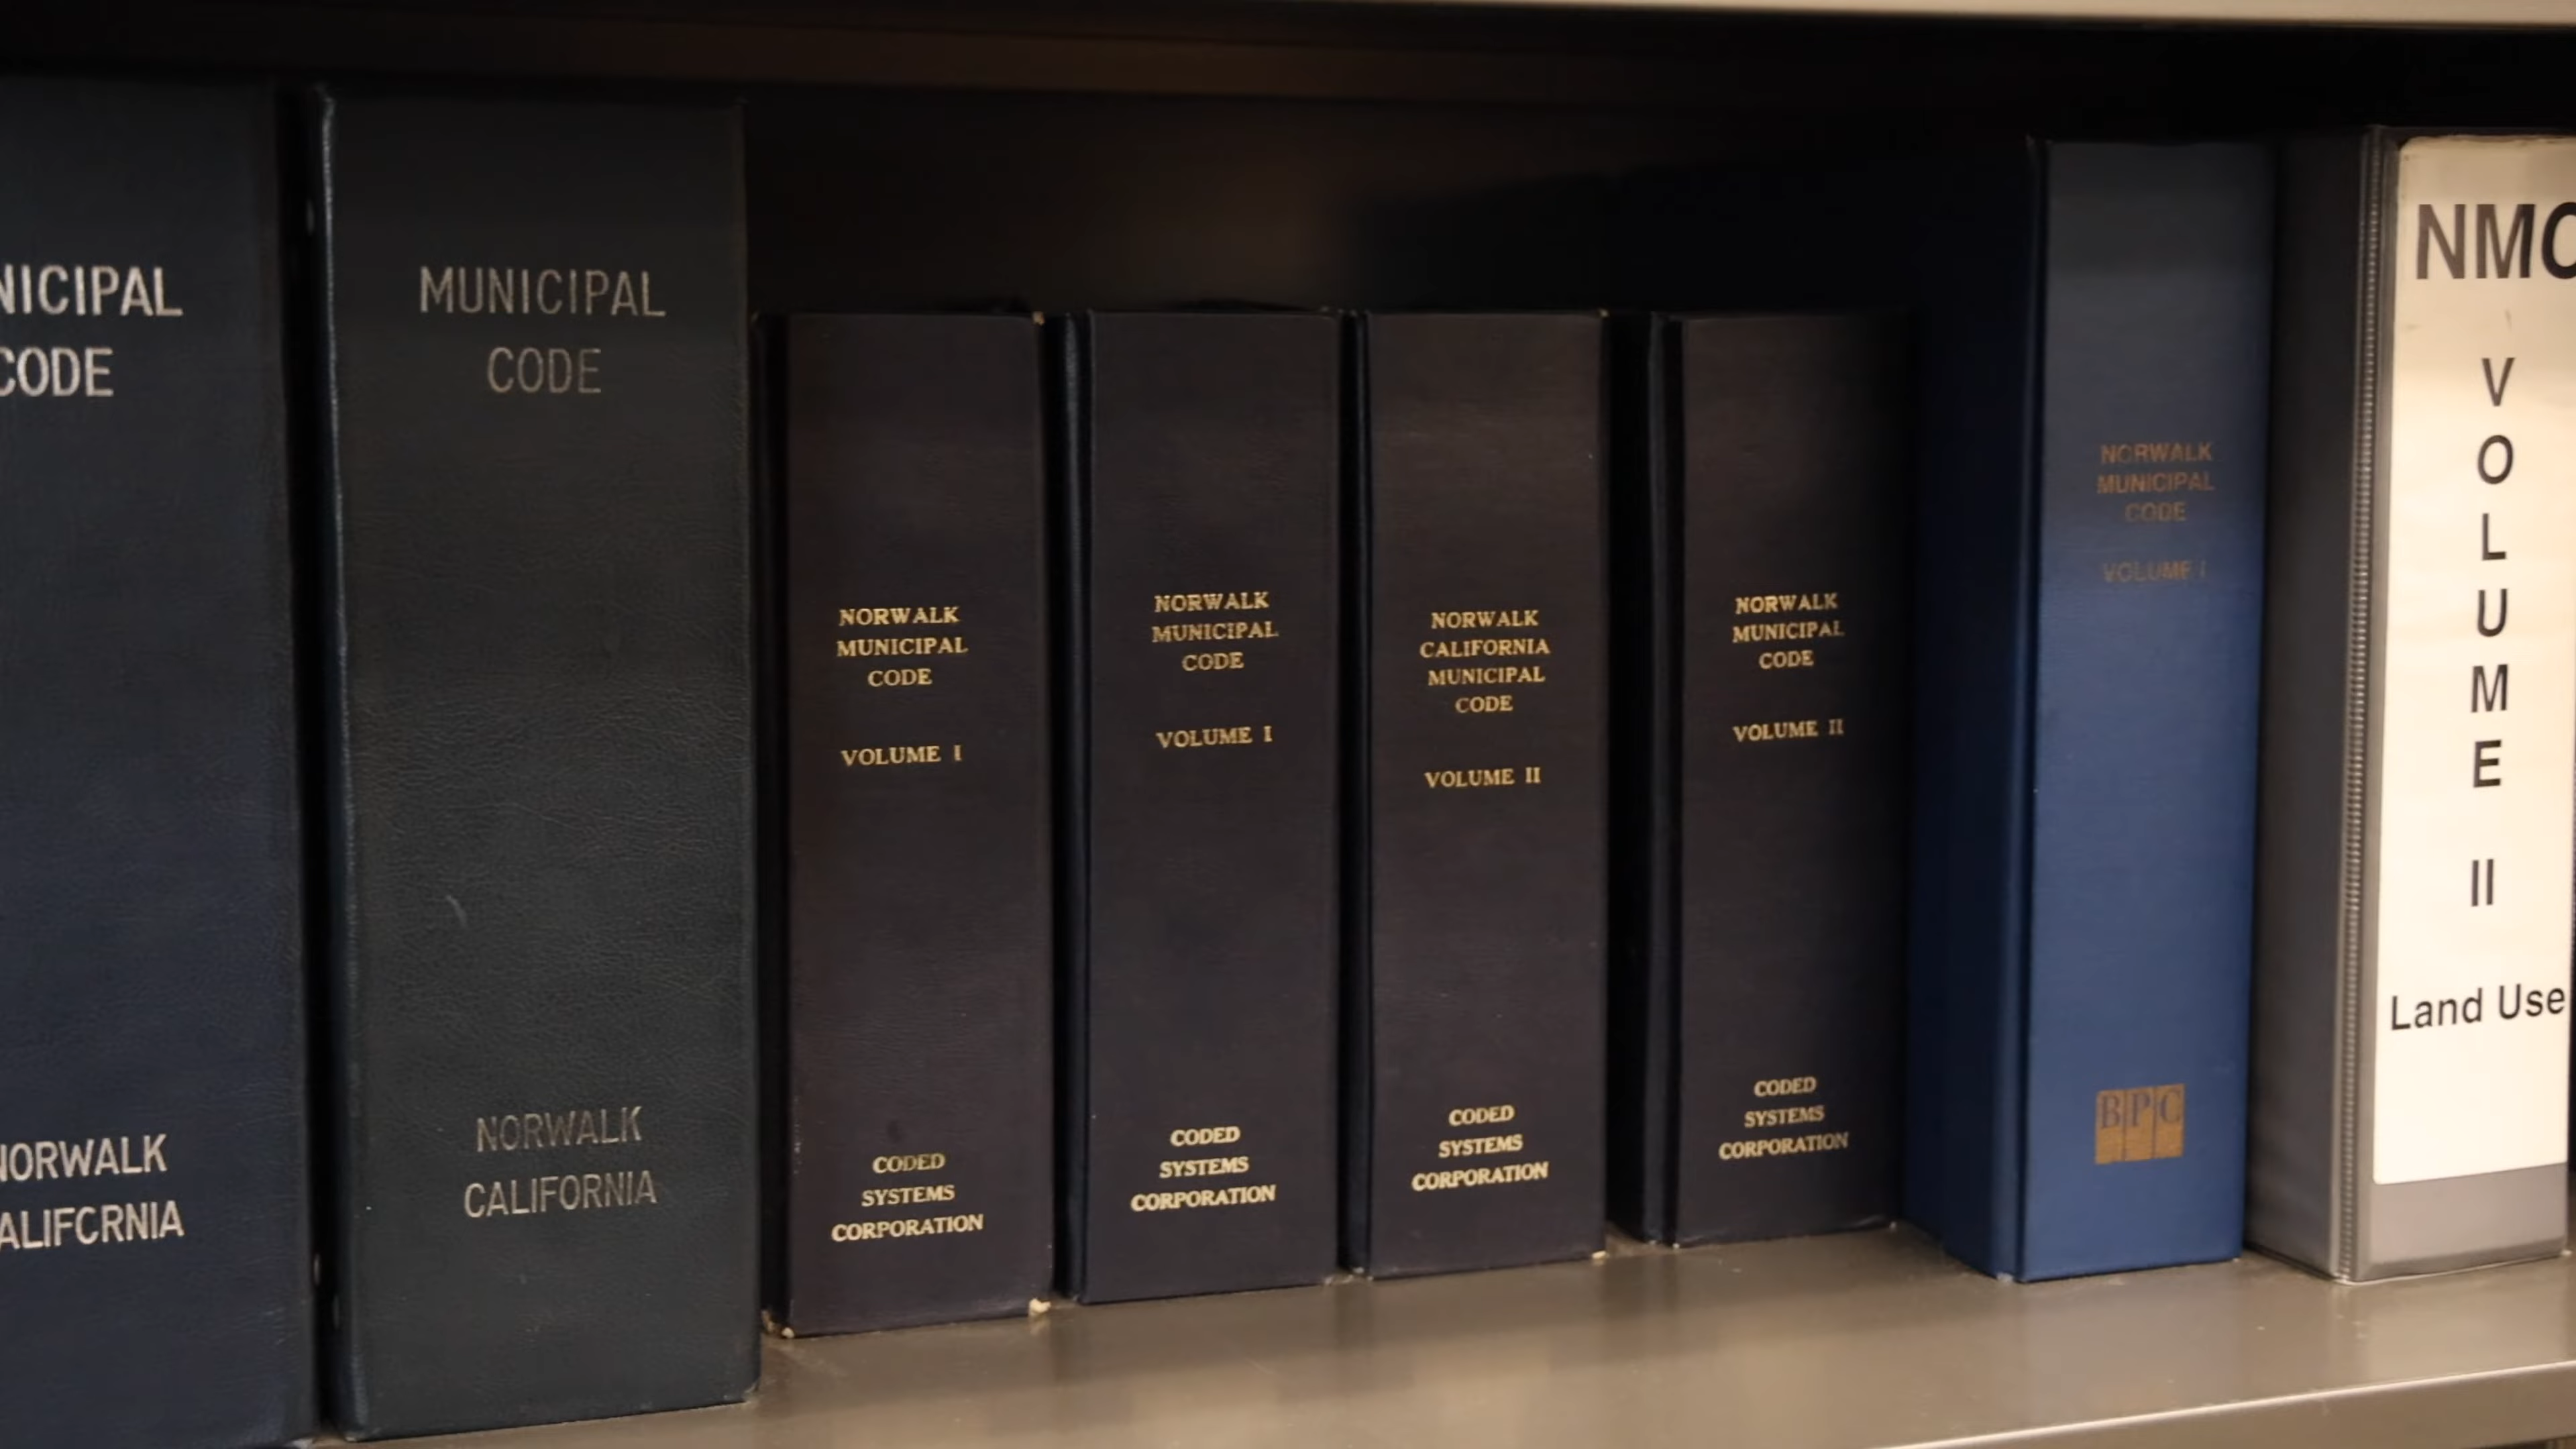 NICIPAL
CODE
NORWALK
ALIFORNIA
MUNICIPAL
CODE
NORWALK
CALIFORNIA
NORWALK
MUNICIPAL
CODE
VOLUME I
CODED
SYSTEMS
CORPORATION
NORWALK
MUNICIPAL
CODE
VOLUME I
CODED
SYSTEMS
CORPORATION
NORWALK
CALIFORNIA
MUNICIPAL
CODE
VOLUME II
CODED
SYSTEMS
CORPORATION
NORWALK
MUNICIPAL
CODE
VOLUME II
CODED
SYSTEMS
CORPORATION
NORWALK
MUNICIPAL
CODE
VOLUME I
BPC
NMC
VOLUME
II
Land Use